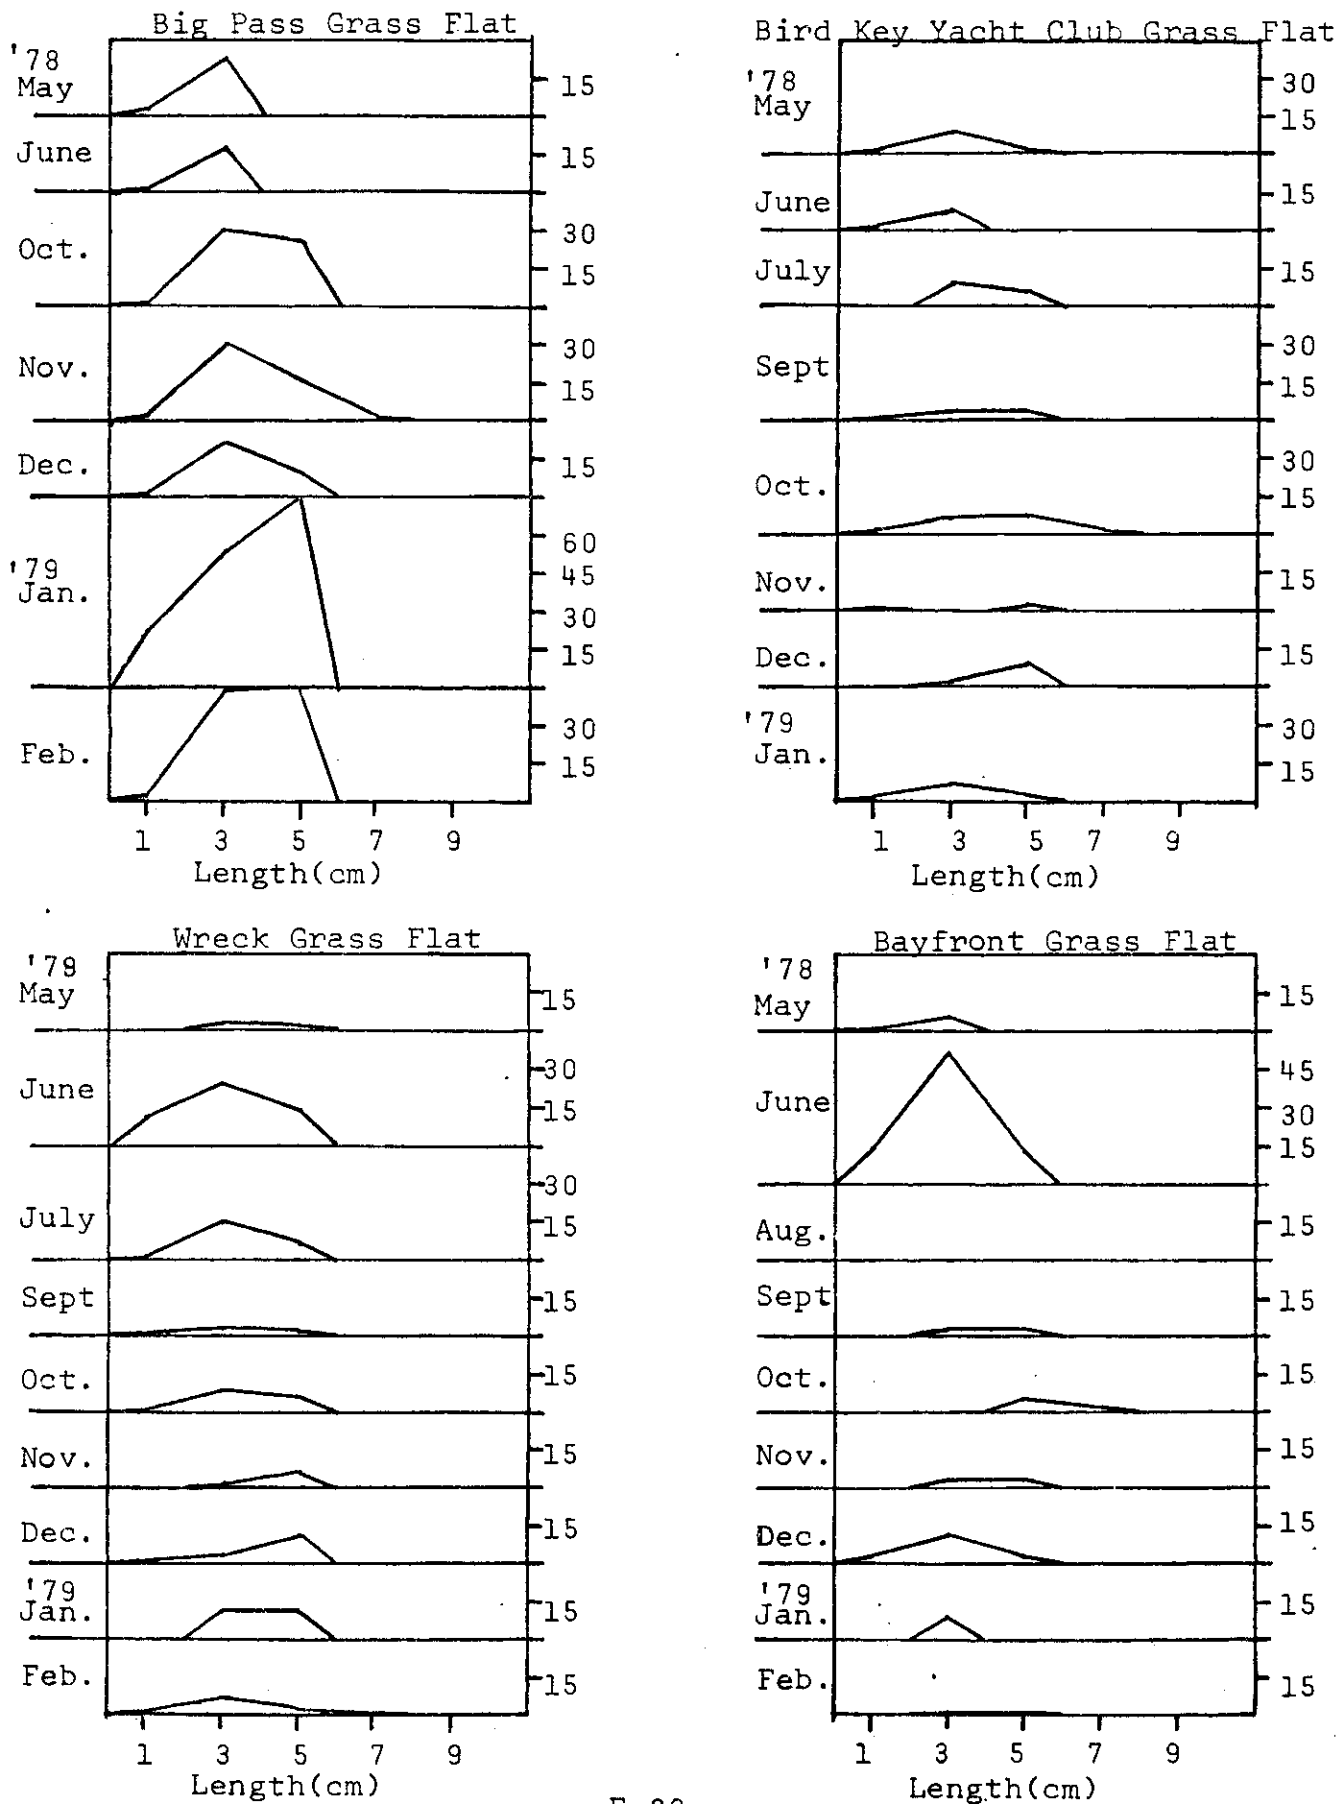 Big Pass Grass Flat
'78
May
15
June
15
Oct.
30
15
Nov.
30
15
Dec.
15
'79
Jan.
60
45
30
15
Feb.
30
15
1 3 5 7 9
Length(cm)
Bird Key Yacht Club Grass Flat
'78
May
30
15
June
15
July
15
Sept
30
15
Oct.
30
15
Nov.
15
Dec.
15
'79
Jan.
30
15
1 3 5 7 9
Length(cm)
Wreck Grass Flat
'79
May
15
June
30
15
July
30
15
Sept
15
Oct.
15
Nov.
15
Dec.
15
'79
Jan.
15
Feb.
15
1 3 5 7 9
Length(cm)
Bayfront Grass Flat
'78
May
15
June
45
30
15
Aug.
15
Sept
15
Oct.
15
Nov.
15
Dec.
15
'79
Jan.
15
Feb.
15
1 3 5 7 9
Length(cm)